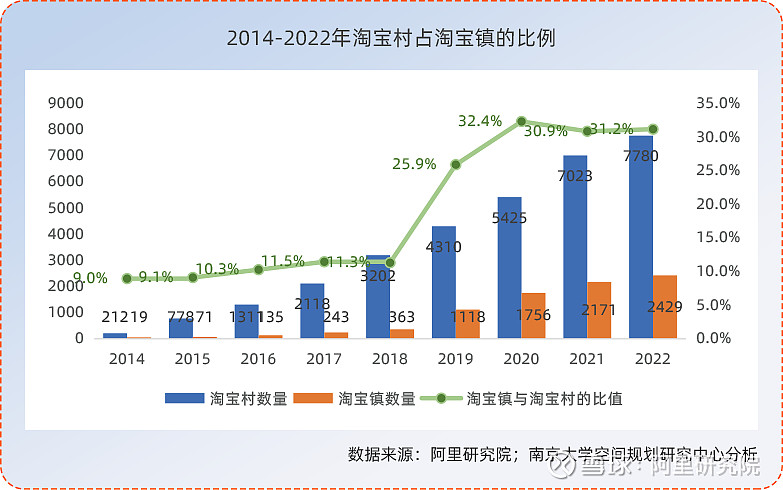 2014-2022年淘宝村占淘宝镇的比例
9000 35.0%
8000 30.0%
7000 25.0%
6000 20.0%
5000 15.0%
4000 10.0%
3000 5.0%
2000 0.0%
1000
0
9.0% 9.1% 10.3% 11.5% 11.3% 25.9% 32.4% 30.9% 31.2%
212 778 1311 2118 3202 4310 5425 7023 7780
19 71 135 243 363 1118 1756 2171 2429
2014 2015 2016 2017 2018 2019 2020 2021 2022
淘宝村数量 淘宝镇数量 淘宝镇与淘宝村的比值
数据来源：阿里研究院；南京大学空间规划研究中心分析
雪球：阿里研究院